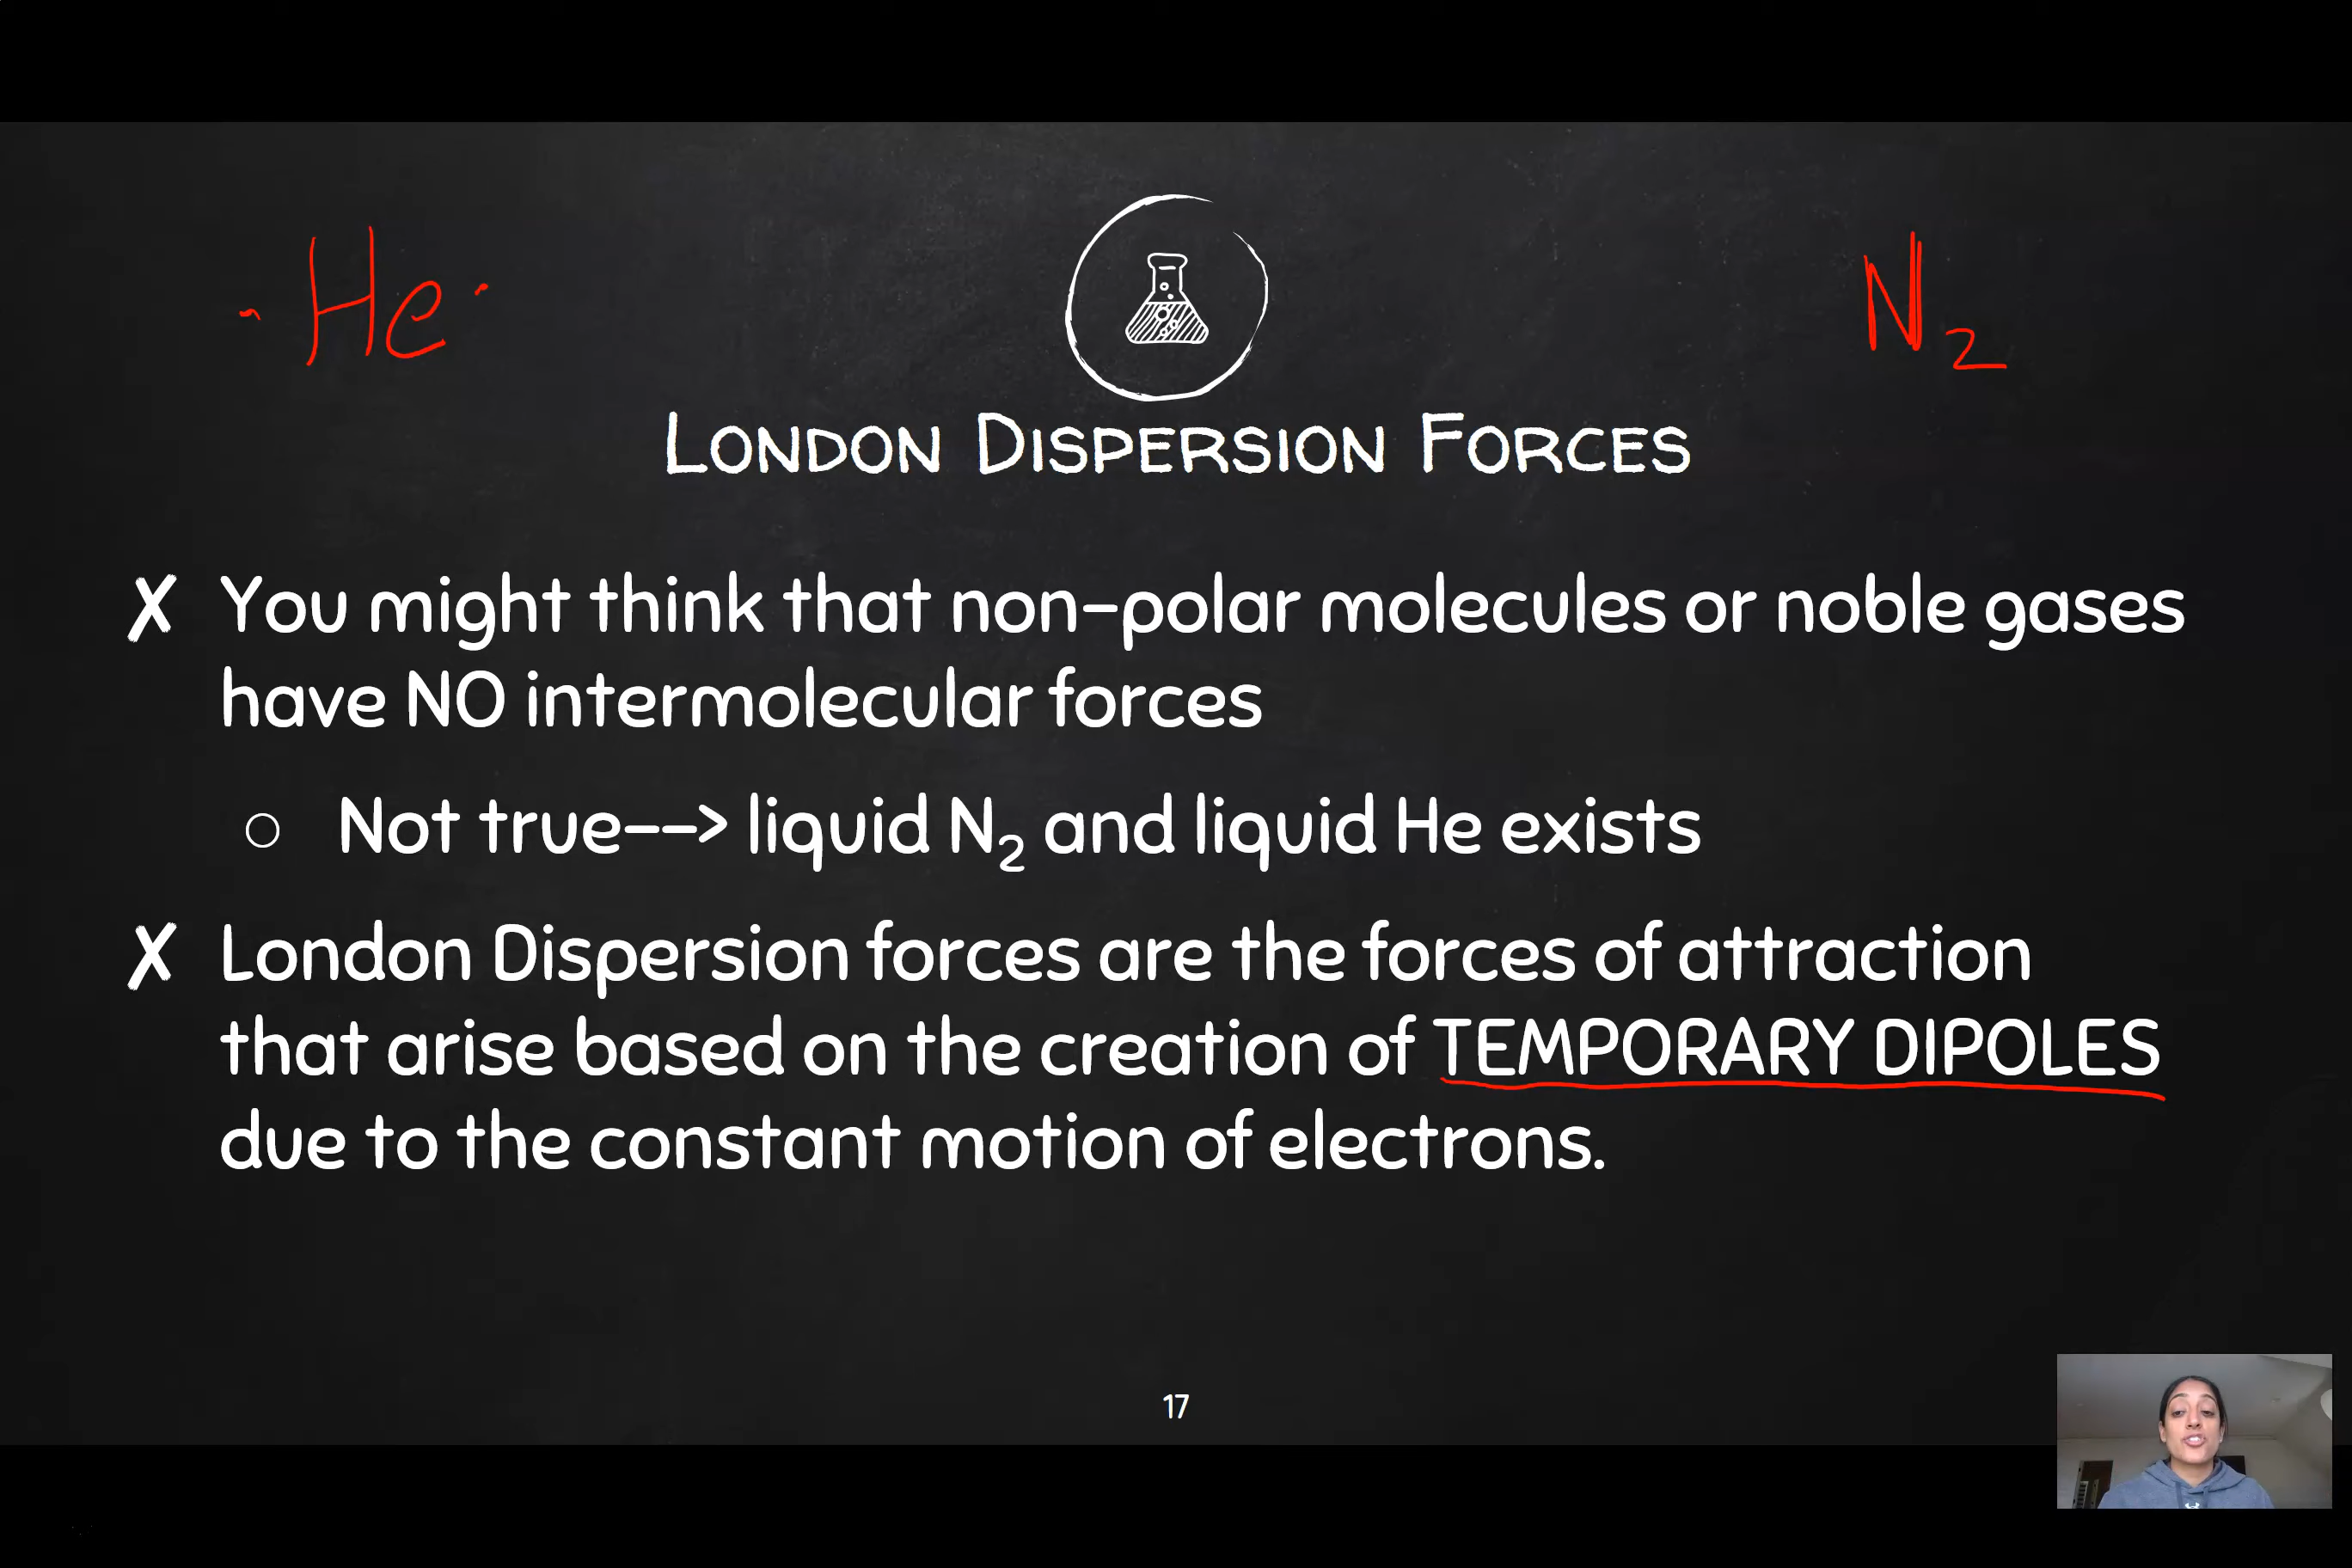 ·He·
N₂
LONDON DISPERSION FORCES
✗ You might think that non-polar molecules or noble gases
have NO intermolecular forces
○ Not true--> liquid N₂ and liquid He exists
✗ London Dispersion forces are the forces of attraction
that arise based on the creation of TEMPORARY DIPOLES
due to the constant motion of electrons.
17